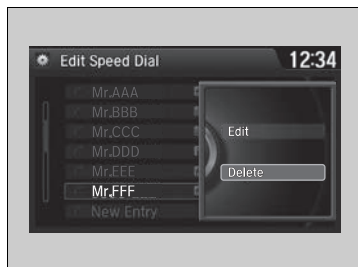 Edit Speed Dial
12:34
Mr.AAA
Mr.BBB
Mr.CCC
Mr.DDD
Mr.EEE
Mr.FFF
New Entry
Edit
Delete